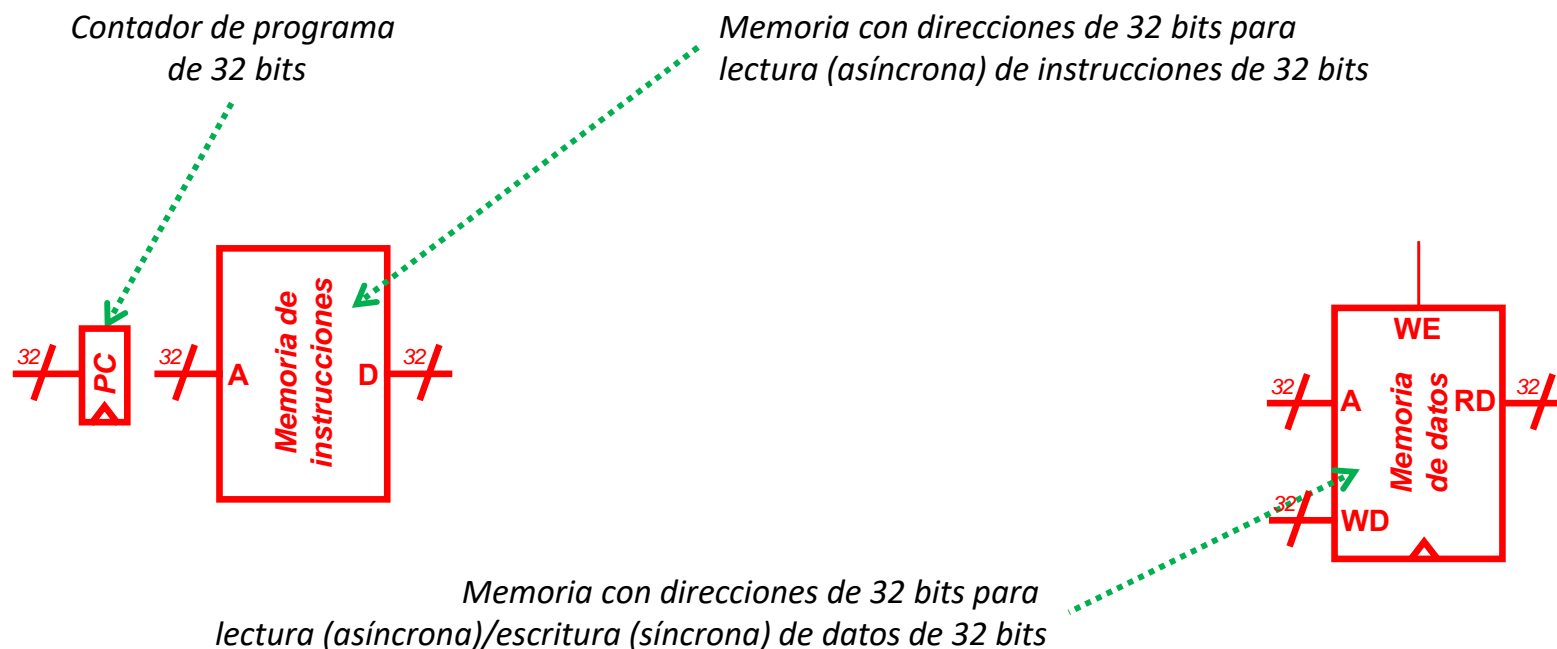 Contador de programa
de 32 bits
Memoria con direcciones de 32 bits para
lectura (asíncrona) de instrucciones de 32 bits
32
PC
32
A
Memoria de
instrucciones
D
32
WE
32
A
Memoria
de datos
RD
32
32
WD
Memoria con direcciones de 32 bits para
lectura (asíncrona)/escritura (síncrona) de datos de 32 bits